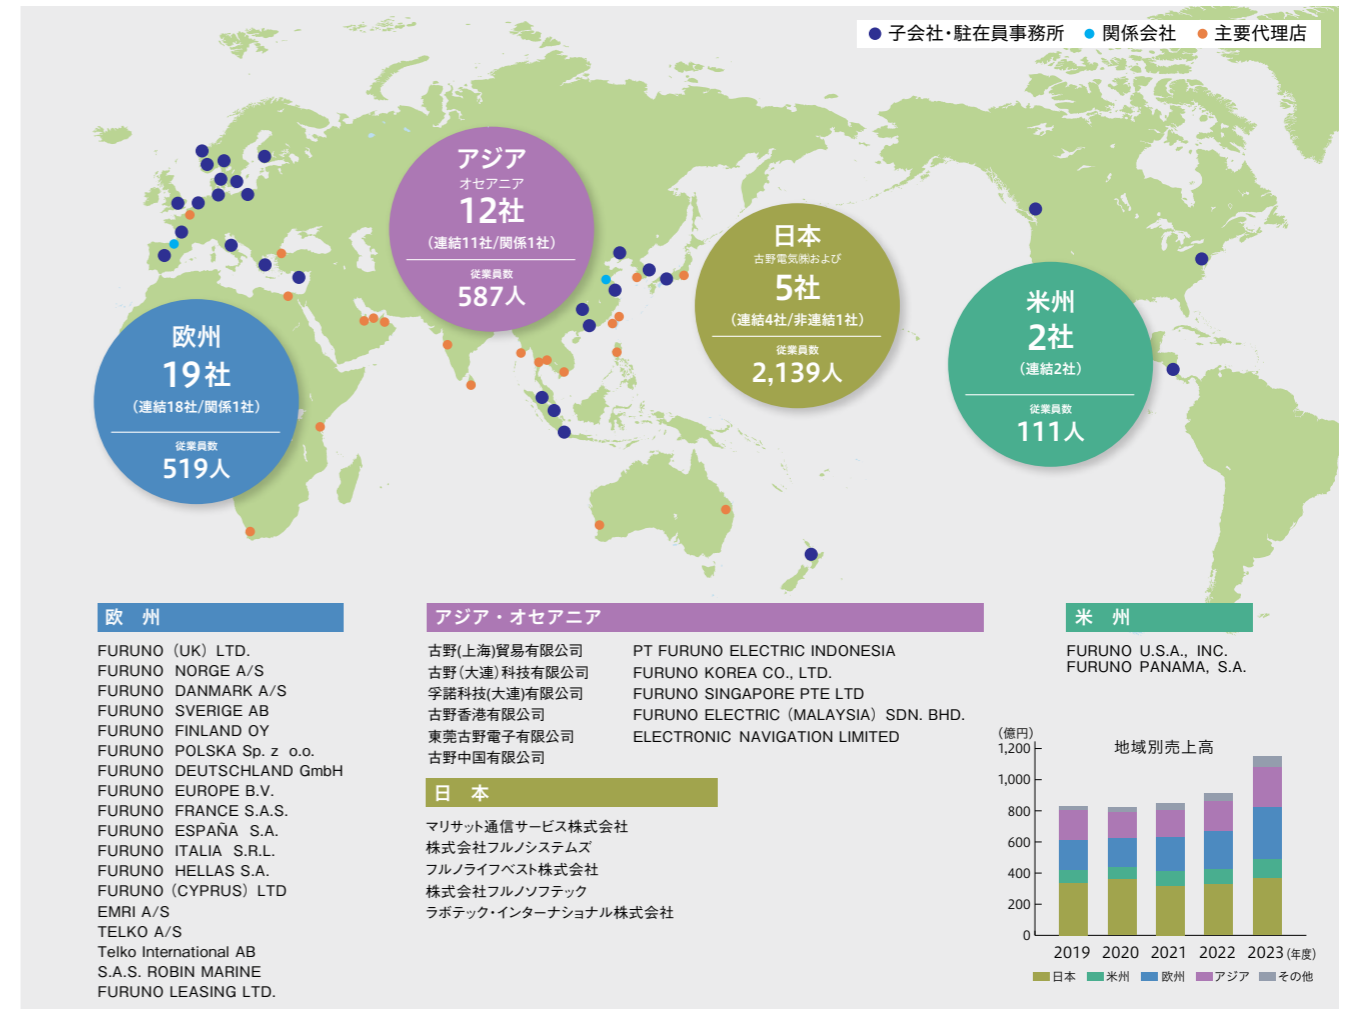 子会社・駐在員事務所 関係会社 主要代理店
アジア
オセアニア
12社
（連結11社/関係1社）
従業員数
587人
日本
古野電気㈱および
5社
（連結4社/非連結1社）
従業員数
2,139人
米州
2社
（連結2社）
従業員数
111人
欧州
19社
（連結18社/関係1社）
従業員数
519人
欧　州
FURUNO（UK）LTD.
FURUNO NORGE A/S
FURUNO DANMARK A/S
FURUNO SVERIGE AB
FURUNO FINLAND OY
FURUNO POLSKA Sp. z o.o.
FURUNO DEUTSCHLAND GmbH
FURUNO EUROPE B.V.
FURUNO FRANCE S.A.S.
FURUNO ESPAÑA S.A.
FURUNO ITALIA S.R.L.
FURUNO HELLAS S.A.
FURUNO（CYPRUS）LTD
EMRI A/S
TELKO A/S
Telko International AB
S.A.S. ROBIN MARINE
FURUNO LEASING LTD.
アジア・オセアニア
古野(上海)貿易有限公司
古野（大連）科技有限公司
孚諾科技(大連)有限公司
古野香港有限公司
東莞古野電子有限公司
古野中国有限公司
PT FURUNO ELECTRIC INDONESIA
FURUNO KOREA CO., LTD.
FURUNO SINGAPORE PTE LTD
FURUNO ELECTRIC（MALAYSIA）SDN. BHD.
ELECTRONIC NAVIGATION LIMITED
日　本
マリサット通信サービス株式会社
株式会社フルノシステムズ
フルノライフベスト株式会社
株式会社フルノソフテック
ラボテック・インターナショナル株式会社
米　州
FURUNO U.S.A., INC.
FURUNO PANAMA, S.A.
地域別売上高
（億円）
1,200
1,000
800
600
400
200
0
2019 2020 2021 2022 2023（年度）
日本 米州 欧州 アジア その他